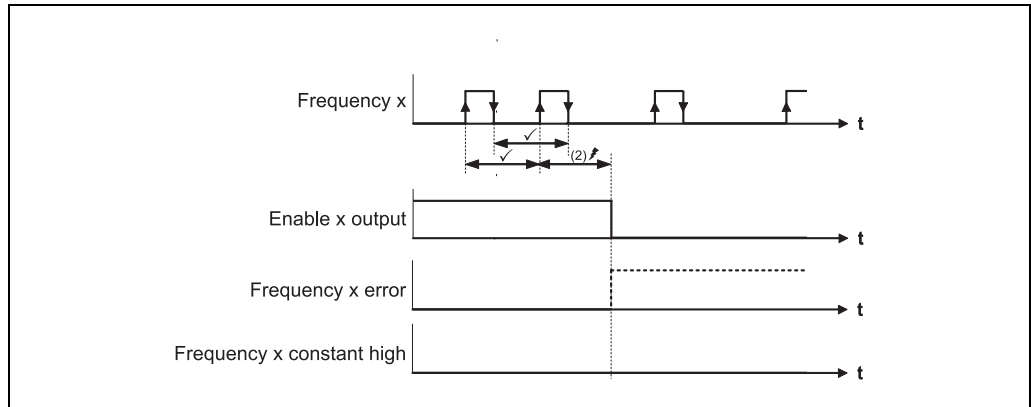 Frequency x
t
✓
✓
(2)
Enable x output
t
Frequency x error
t
Frequency x constant high
t